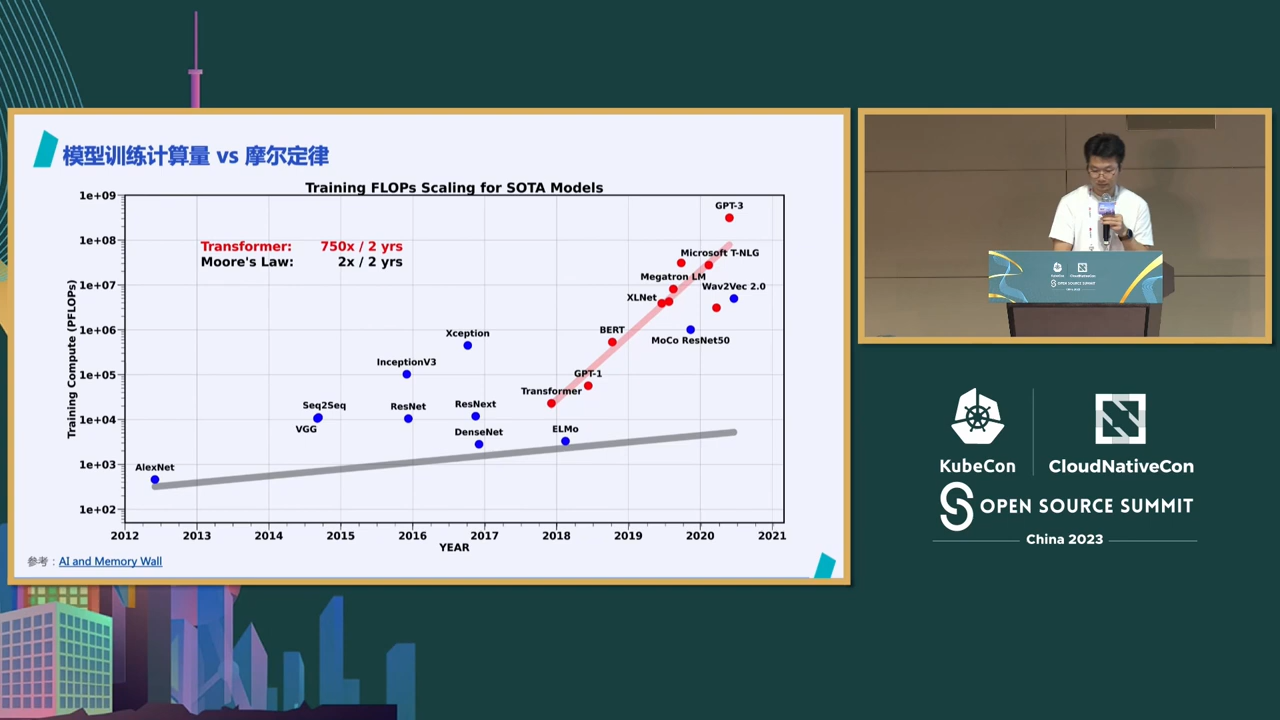 模型训练计算量 vs 摩尔定律
Training FLOPs Scaling for SOTA Models
Training Compute (PFLOPs)
1e+09
1e+08
1e+07
1e+06
1e+05
1e+04
1e+03
1e+02
Transformer: 750x / 2 yrs
Moore's Law: 2x / 2 yrs
GPT-3
Microsoft T-NLG
Megatron LM
Wav2Vec 2.0
XLNet
BERT
MoCo ResNet50
Xception
InceptionV3
GPT-1
Transformer
Seq2Seq
ResNet
ResNext
VGG
DenseNet
ELMo
AlexNet
2012 2013 2014 2015 2016 2017 2018 2019 2020 2021
YEAR
参考：AI and Memory Wall
KubeCon
CloudNativeCon
OPEN SOURCE SUMMIT
KubeCon
CloudNativeCon
OPEN SOURCE SUMMIT
China 2023